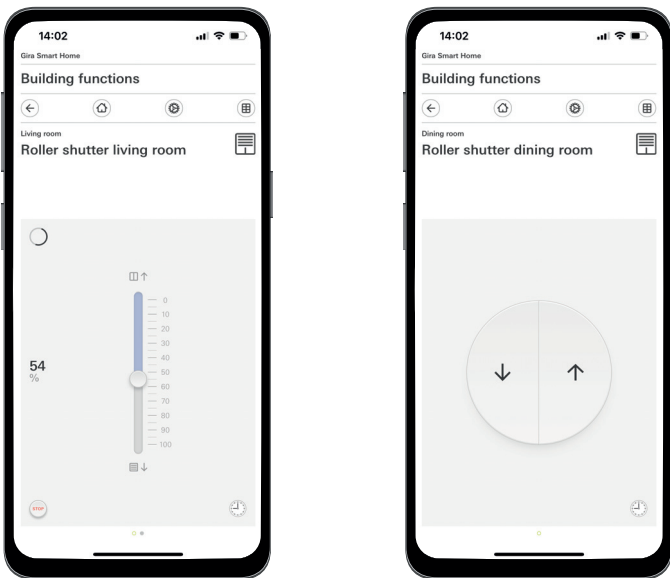 14:02
Gira Smart Home
Building functions
Living room
Roller shutter living room
0
10
20
30
40
54
%
50
60
70
80
90
100
STOP
14:02
Gira Smart Home
Building functions
Dining room
Roller shutter dining room